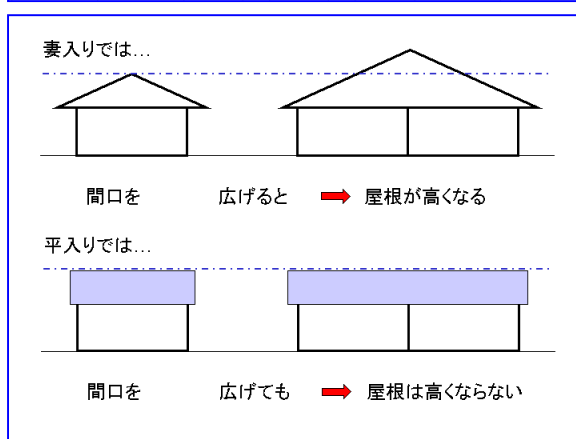 妻入りでは…
間口を 広げると 屋根が高くなる
平入りでは…
間口を 広げても 屋根は高くならない